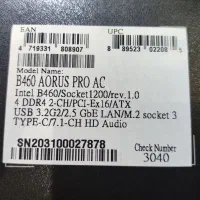 EAN
UPC
4 719331 808907
8 89523 02208
Model Name:
B460 AORUS PRO AC
Intel B460/Socket1200/rev.1.0
4 DDR4 2-CH/PCI-Ex16/ATX
USB 3.2G2/2.5 GbE LAN/M.2 socket 3
TYPE-C/7.1-CH HD Audio
SN203100027878
Check Number
3040